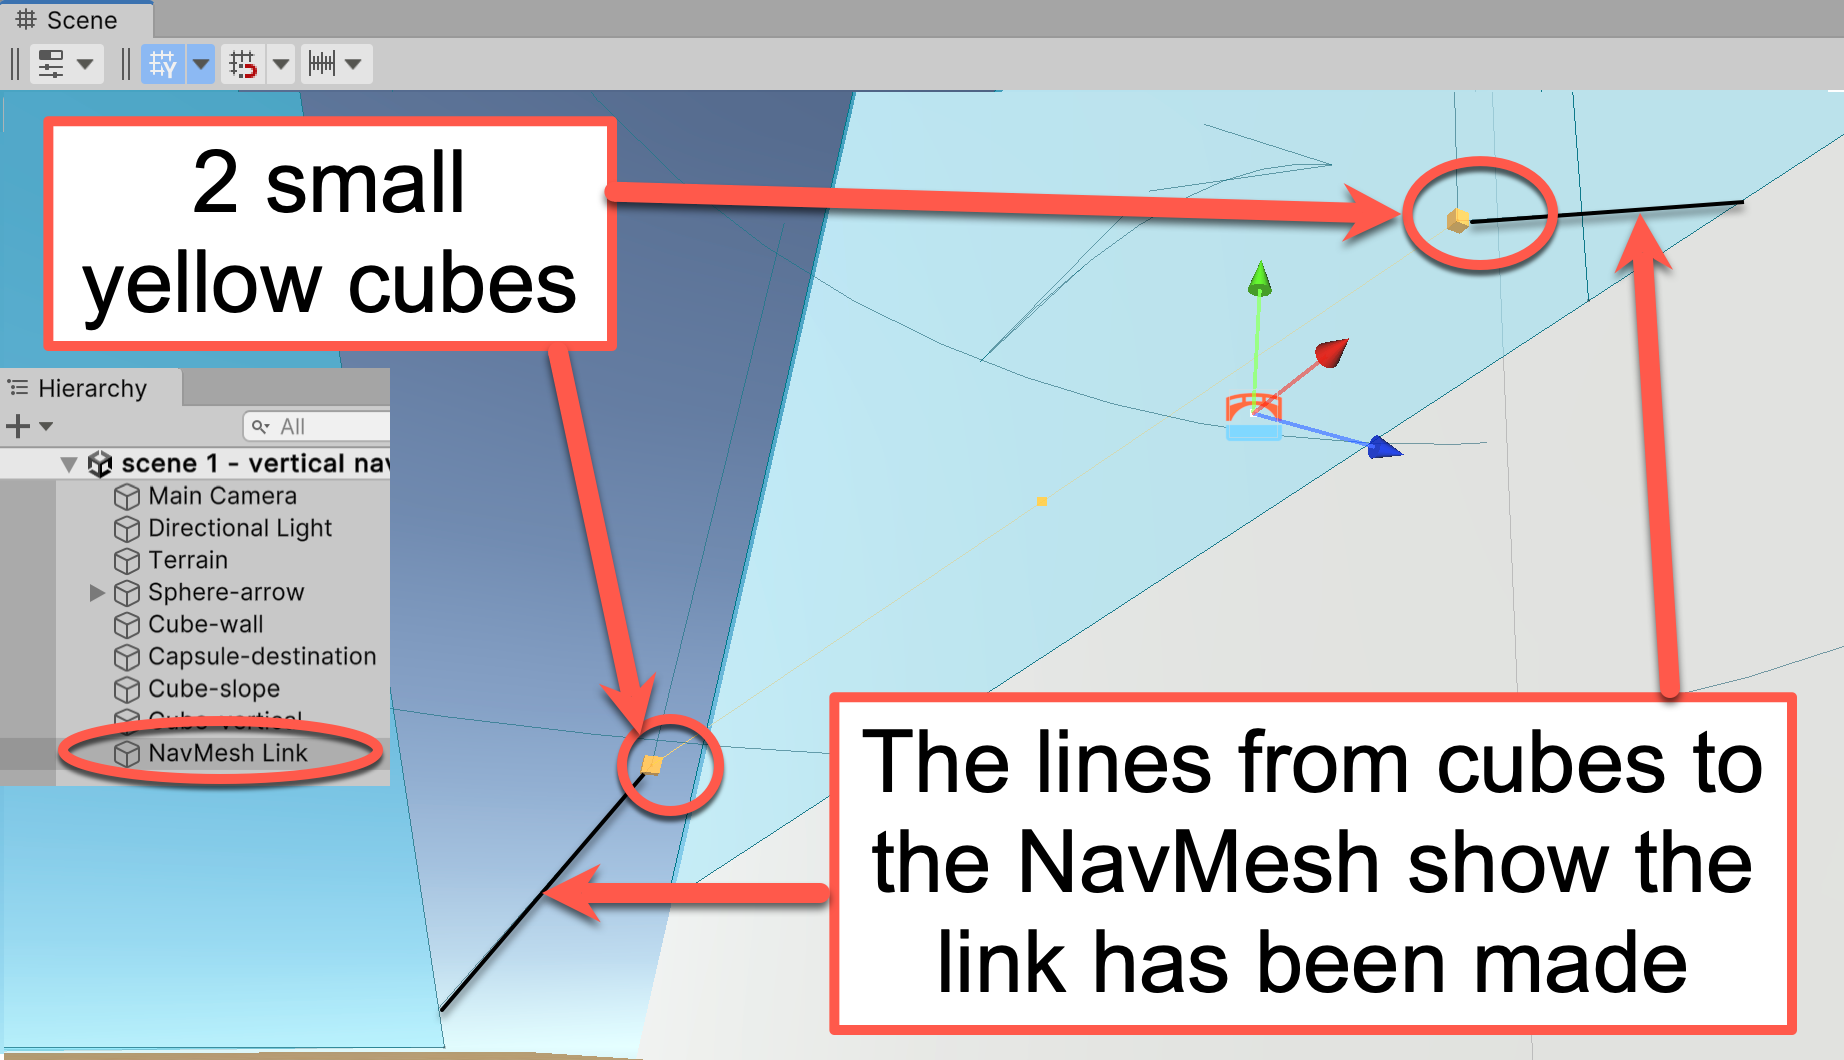 Scene
2 small
yellow cubes
Hierarchy
All
scene 1 - vertical nav
Main Camera
Directional Light
Terrain
Sphere-arrow
Cube-wall
Capsule-destination
Cube-slope
Cube-vertical
NavMesh Link
The lines from cubes to
the NavMesh show the
link has been made